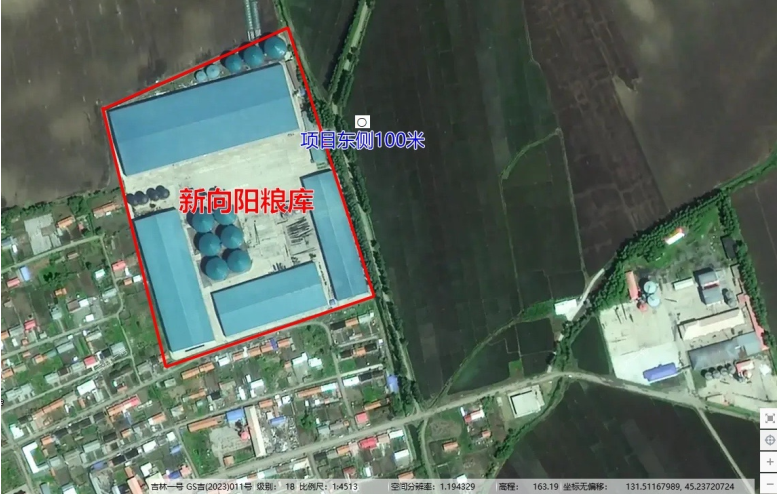 项目东侧100米
新向阳粮库
吉林一号 GS吉(2023)011号 级别: 18 比例尺: 1:4513 空间分辨率: 1.194329 高程: 163.19 坐标无偏移: 131.51167989, 45.23720724